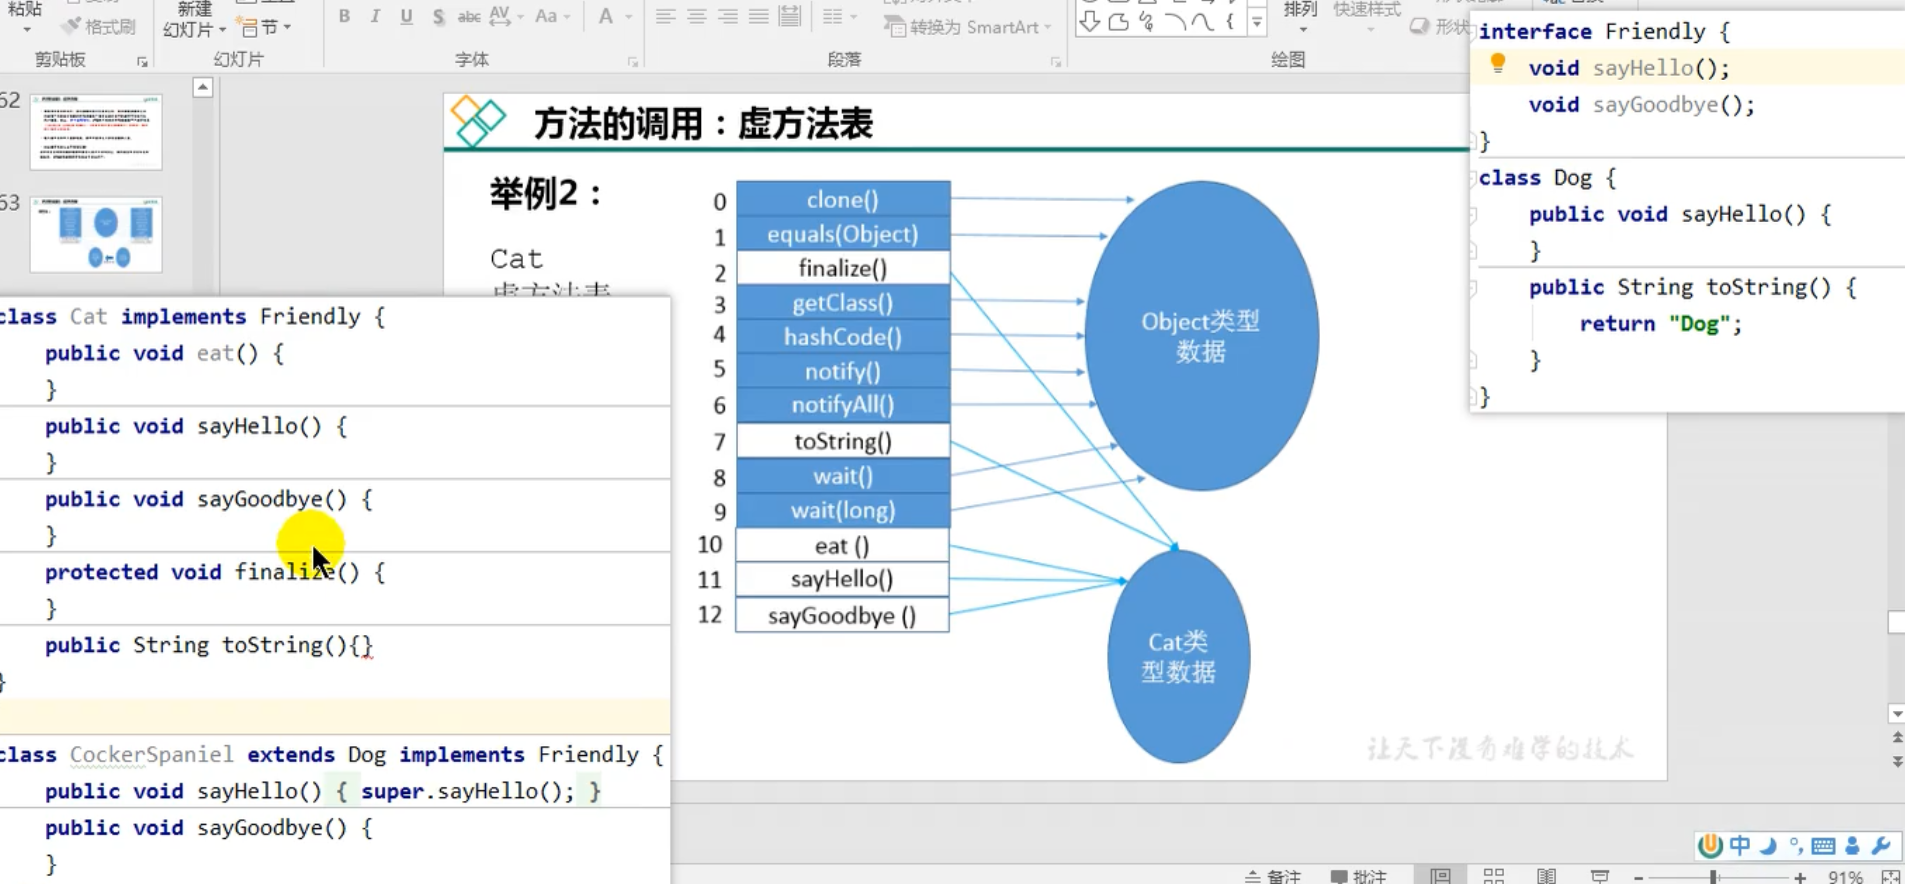 粘贴
格式刷
剪贴板
新建
幻灯片
节
幻灯片
B I U S abc AV Aa A
字体
段落
转换为 SmartArt
排列
快速样式
形状
绘图
62
63
方法的调用：虚方法表
举例2：
Cat
虚方法表
0 clone()
1 equals(Object)
2 finalize()
3 getClass()
4 hashCode()
5 notify()
6 notifyAll()
7 toString()
8 wait()
9 wait(long)
10 eat ()
11 sayHello()
12 sayGoodbye ()
Object类型
数据
Cat类
型数据
让天下没有难学的技术
interface Friendly {
void sayHello();
void sayGoodbye();
}
class Dog {
public void sayHello() {
}
public String toString() {
return "Dog";
}
}
class Cat implements Friendly {
public void eat() {
}
public void sayHello() {
}
public void sayGoodbye() {
}
protected void finalize() {
}
public String toString(){}
}
class CockerSpaniel extends Dog implements Friendly {
public void sayHello() { super.sayHello(); }
public void sayGoodbye() {
}
中
备注
批注
91%